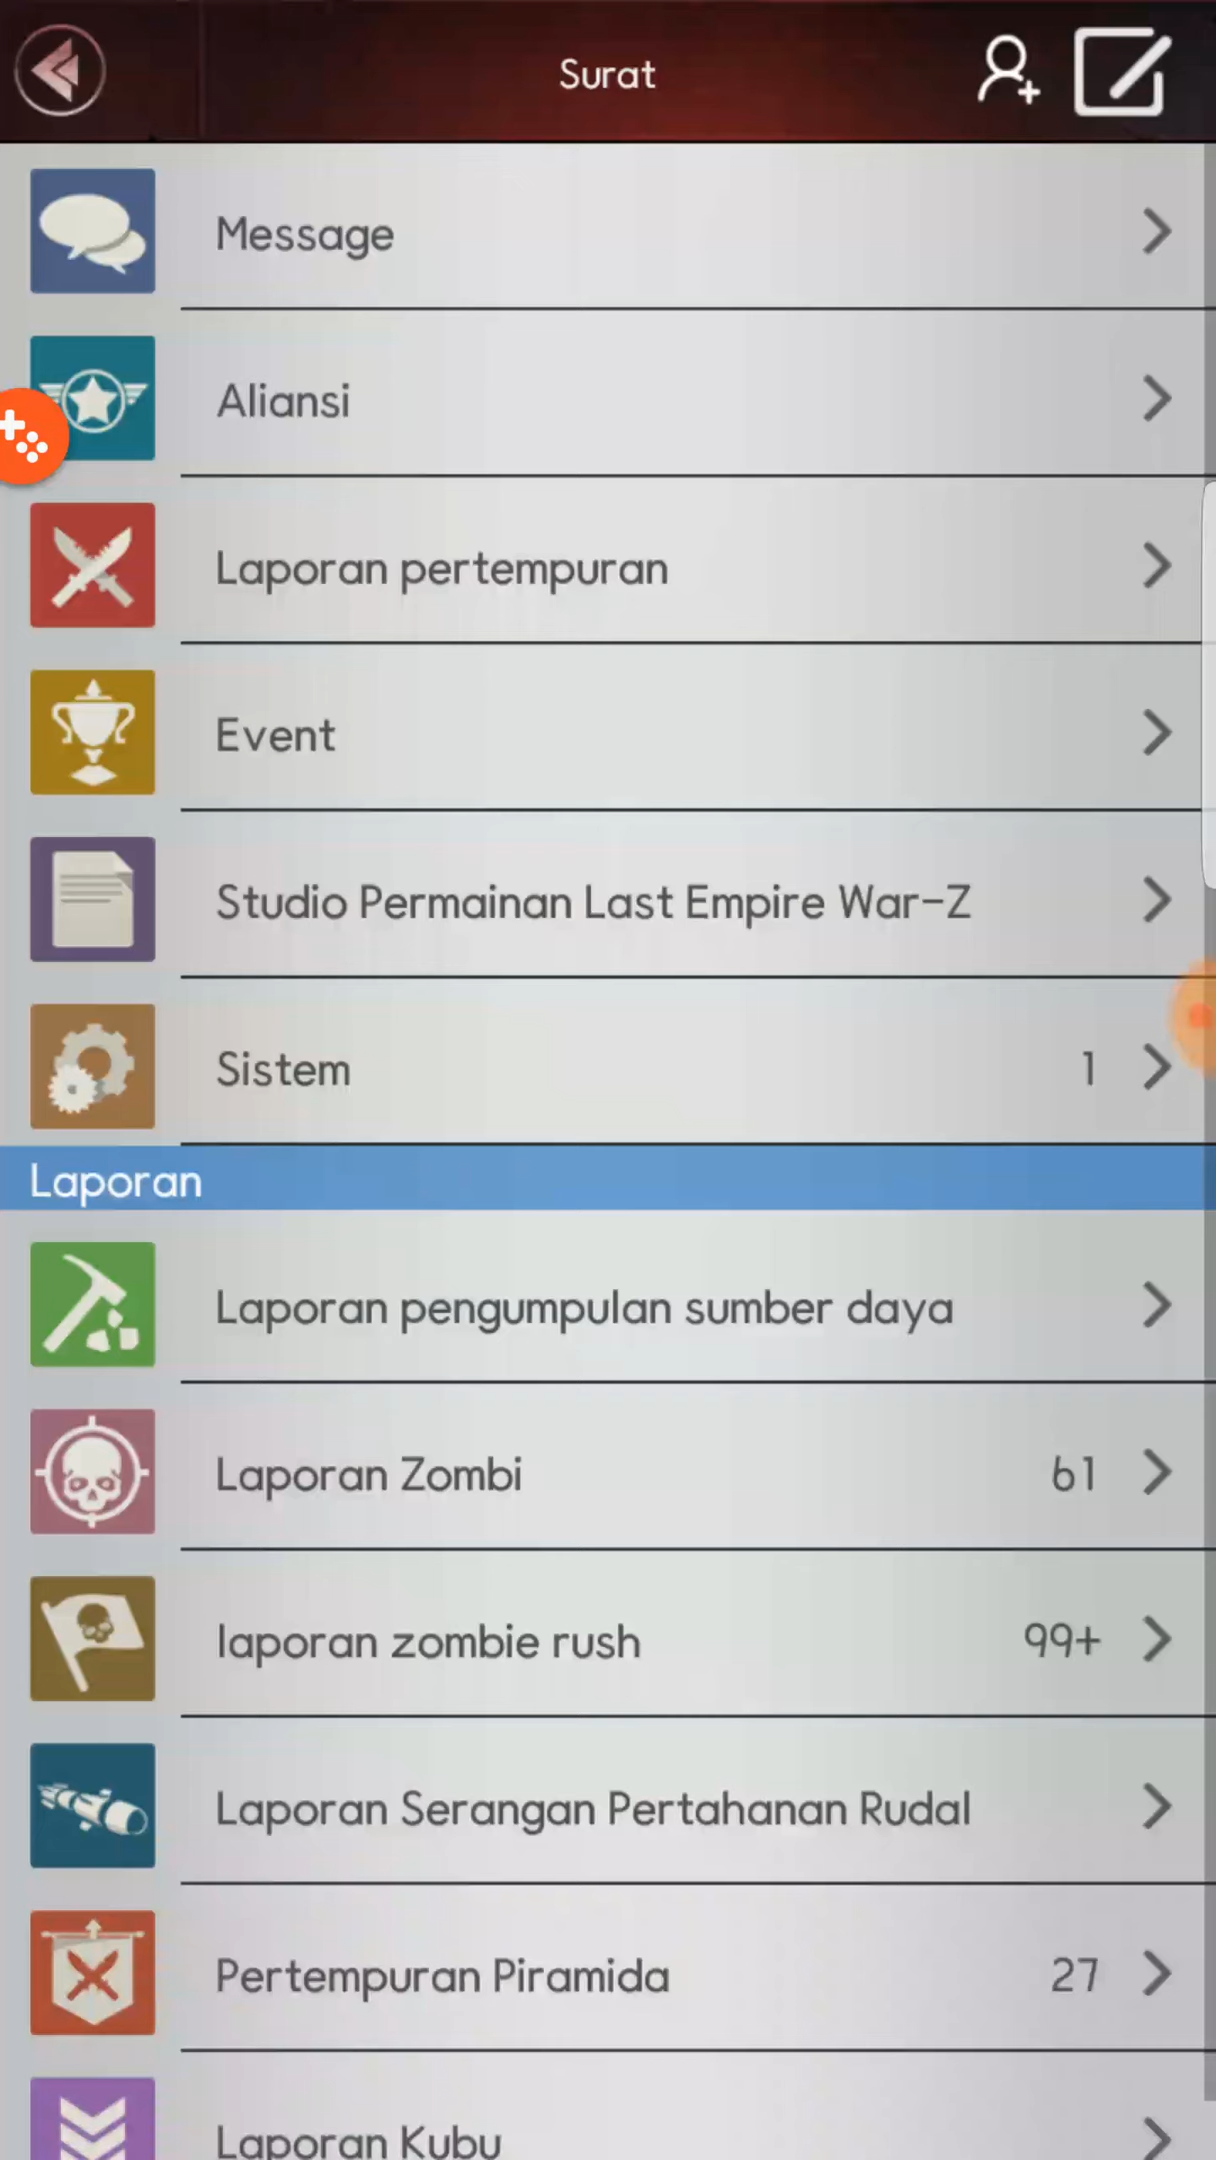 Surat
Message
Aliansi
Laporan pertempuran
Event
Studio Permainan Last Empire War-Z
Sistem 1
Laporan
Laporan pengumpulan sumber daya
Laporan Zombi 61
laporan zombie rush 99+
Laporan Serangan Pertahanan Rudal
Pertempuran Piramida 27
Laporan Kubu